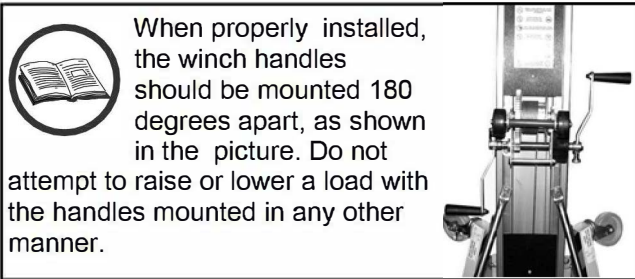 When properly installed,
the winch handles
should be mounted 180
degrees apart, as shown
in the picture. Do not
attempt to raise or lower a load with
the handles mounted in any other
manner.